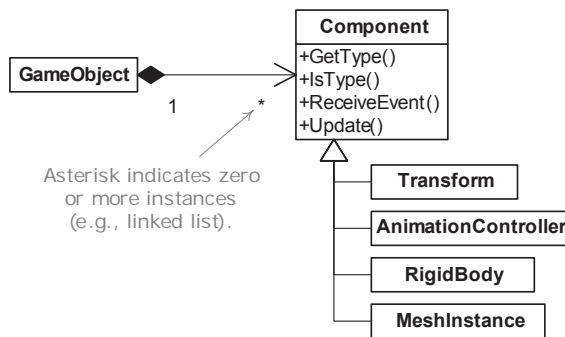 Component
+GetType()
+IsType()
+ReceiveEvent()
+Update()
GameObject
1
*
Asterisk indicates zero
or more instances
(e.g., linked list).
Transform
AnimationController
RigidBody
MeshInstance